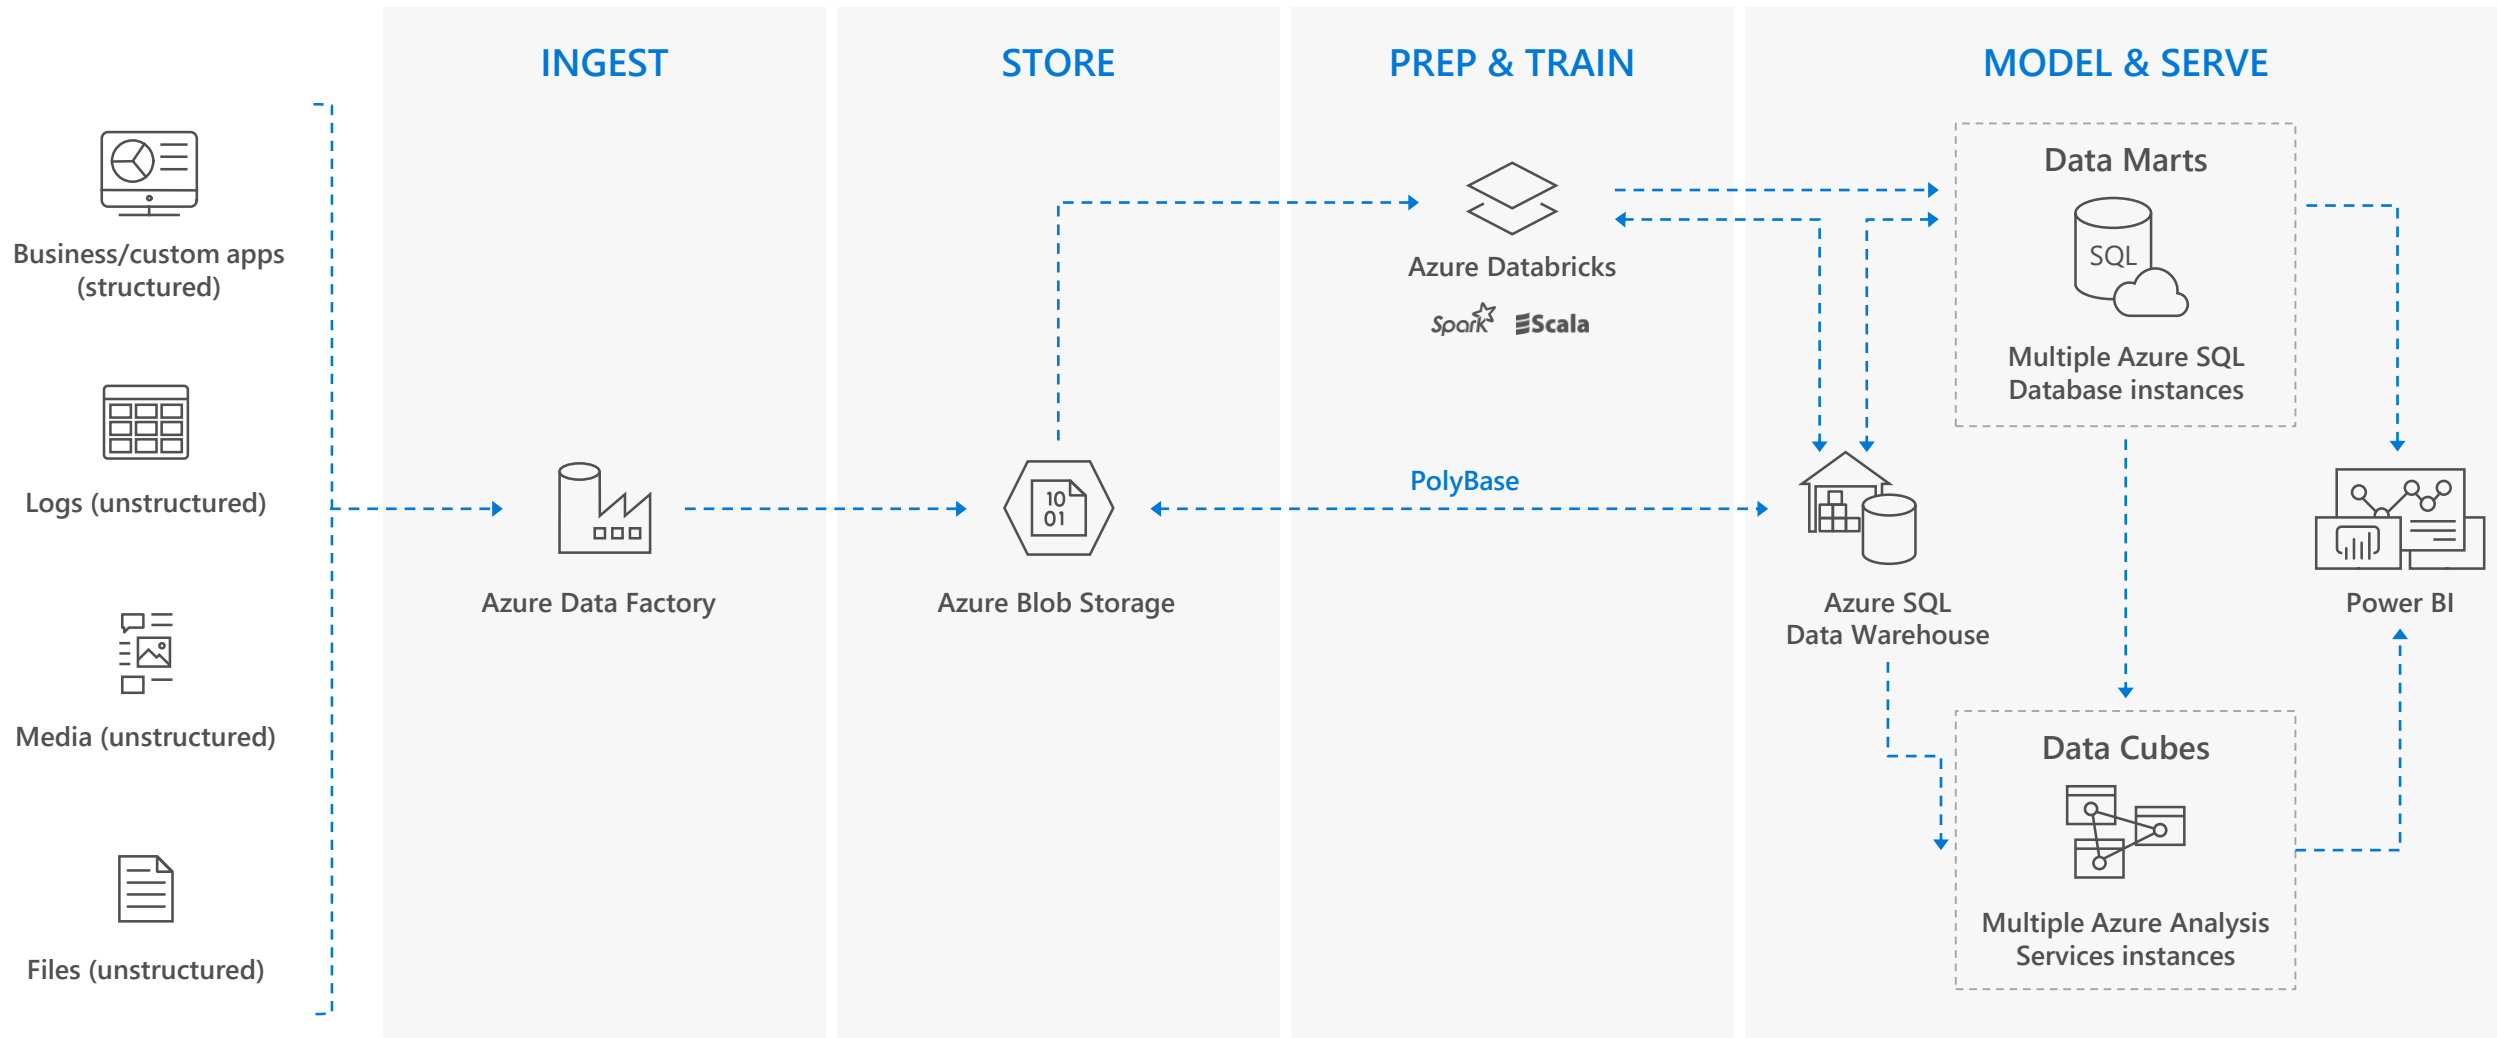 INGEST
STORE
PREP & TRAIN
MODEL & SERVE
Business/custom apps
(structured)
Logs (unstructured)
Media (unstructured)
Files (unstructured)
Azure Data Factory
10
01
Azure Blob Storage
Azure Databricks
Spark
Scala
PolyBase
Data Marts
SQL
Multiple Azure SQL
Database instances
Azure SQL
Data Warehouse
Data Cubes
Multiple Azure Analysis
Services instances
Power BI